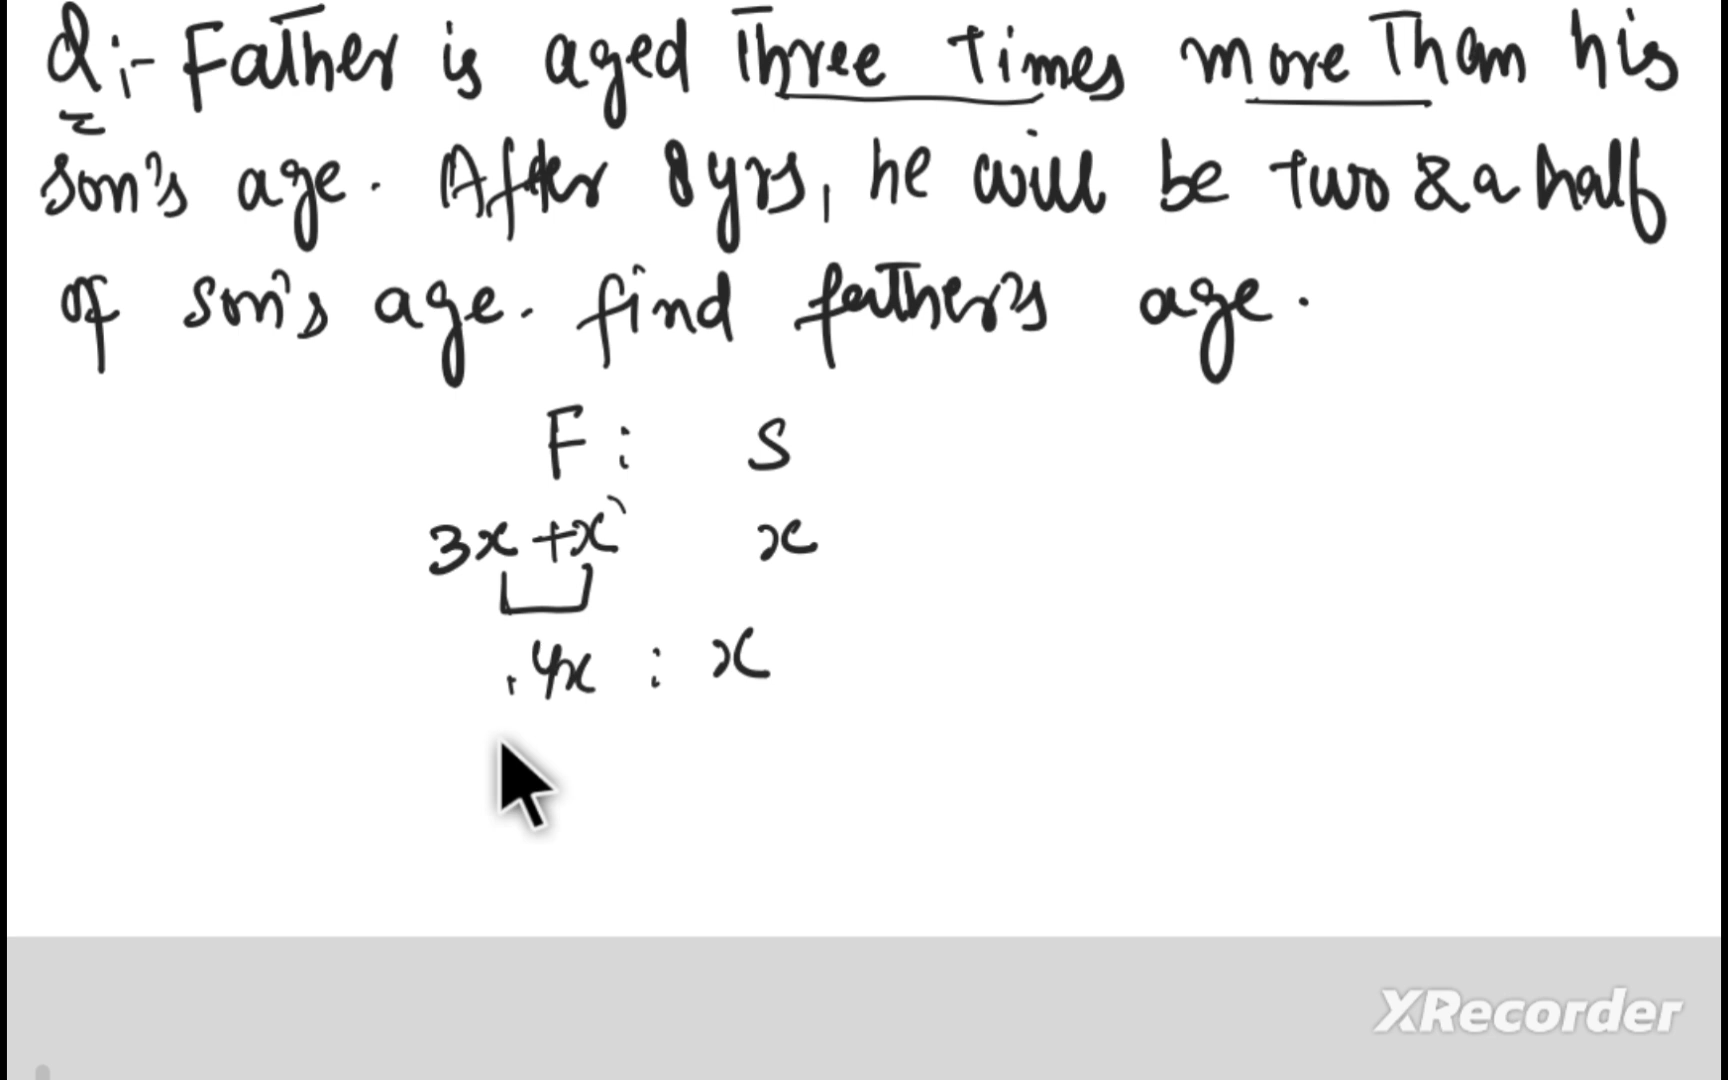 Q:- Father is aged Three Times more Than his
son's age. After 8yrs, he will be two & a half
of son's age. find father's age.
F: S
3x + x x
4x : x
XRecorder